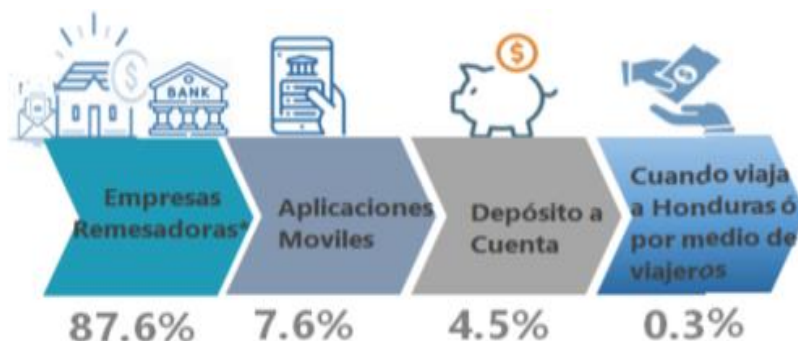 BANK
Empresas
Remesadoras*
Aplicaciones
Moviles
Depósito a
Cuenta
Cuando viaja
a Honduras ó
por medio de
viajeros
87.6%
7.6%
4.5%
0.3%